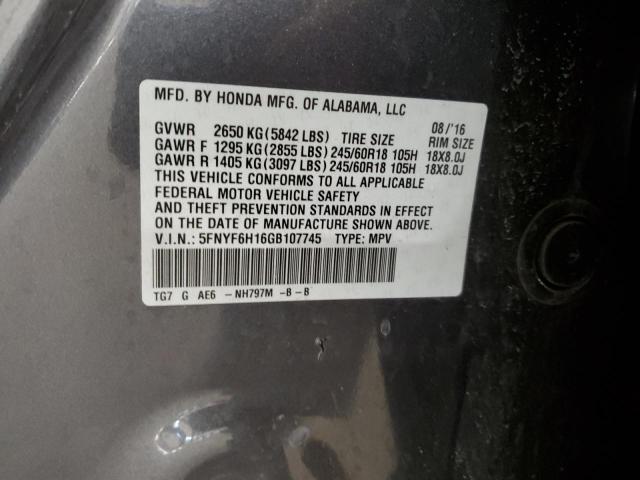 MFD. BY HONDA MFG. OF ALABAMA, LLC
08/'16
GVWR 2650 KG(5842 LBS) TIRE SIZE RIM SIZE
GAWR F 1295 KG(2855 LBS)245/60R18 105H 18X8.0J
GAWR R 1405 KG(3097 LBS)245/60R18 105H 18X8.0J
THIS VEHICLE CONFORMS TO ALL APPLICABLE
FEDERAL MOTOR VEHICLE SAFETY
AND THEFT PREVENTION STANDARDS IN EFFECT
ON THE DATE OF MANUFACTURE SHOWN ABOVE.
V.I.N.: 5FNYF6H16GB107745 TYPE: MPV
TG7 G AE6 -NH797M -B-B